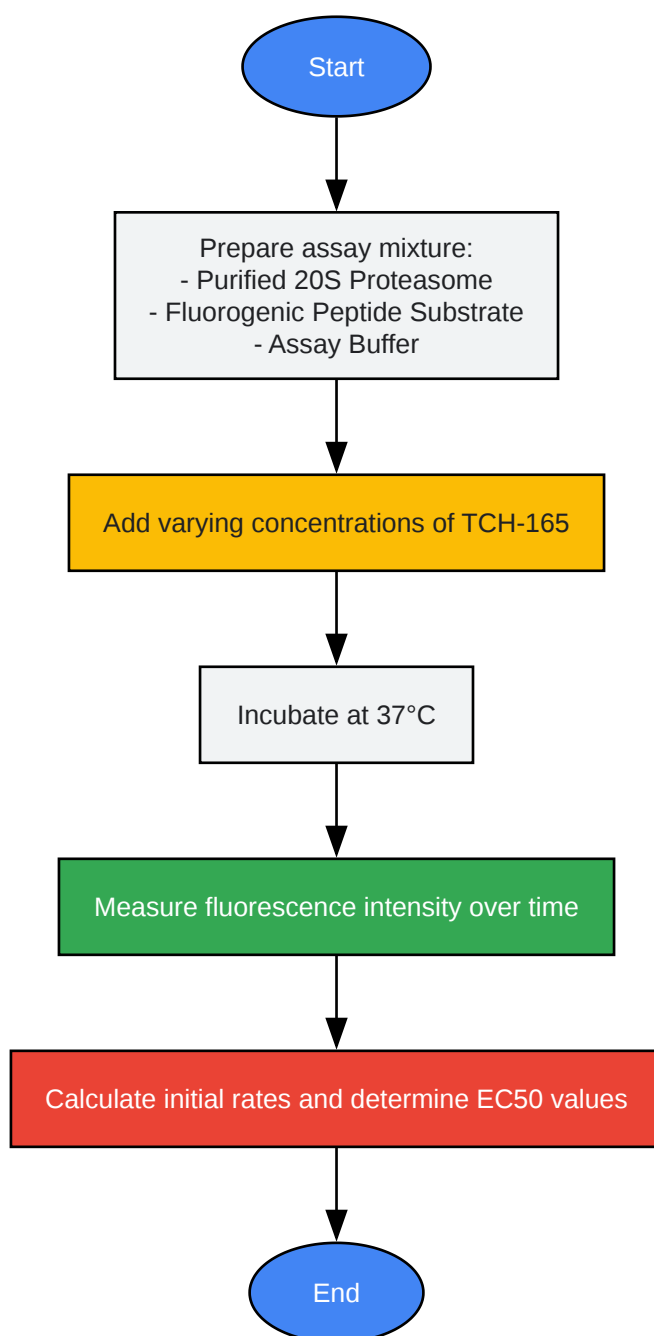 Start
Prepare assay mixture:
- Purified 20S Proteasome
- Fluorogenic Peptide Substrate
- Assay Buffer
Add varying concentrations of TCH-165
Incubate at 37°C
Measure fluorescence intensity over time
Calculate initial rates and determine EC50 values
End